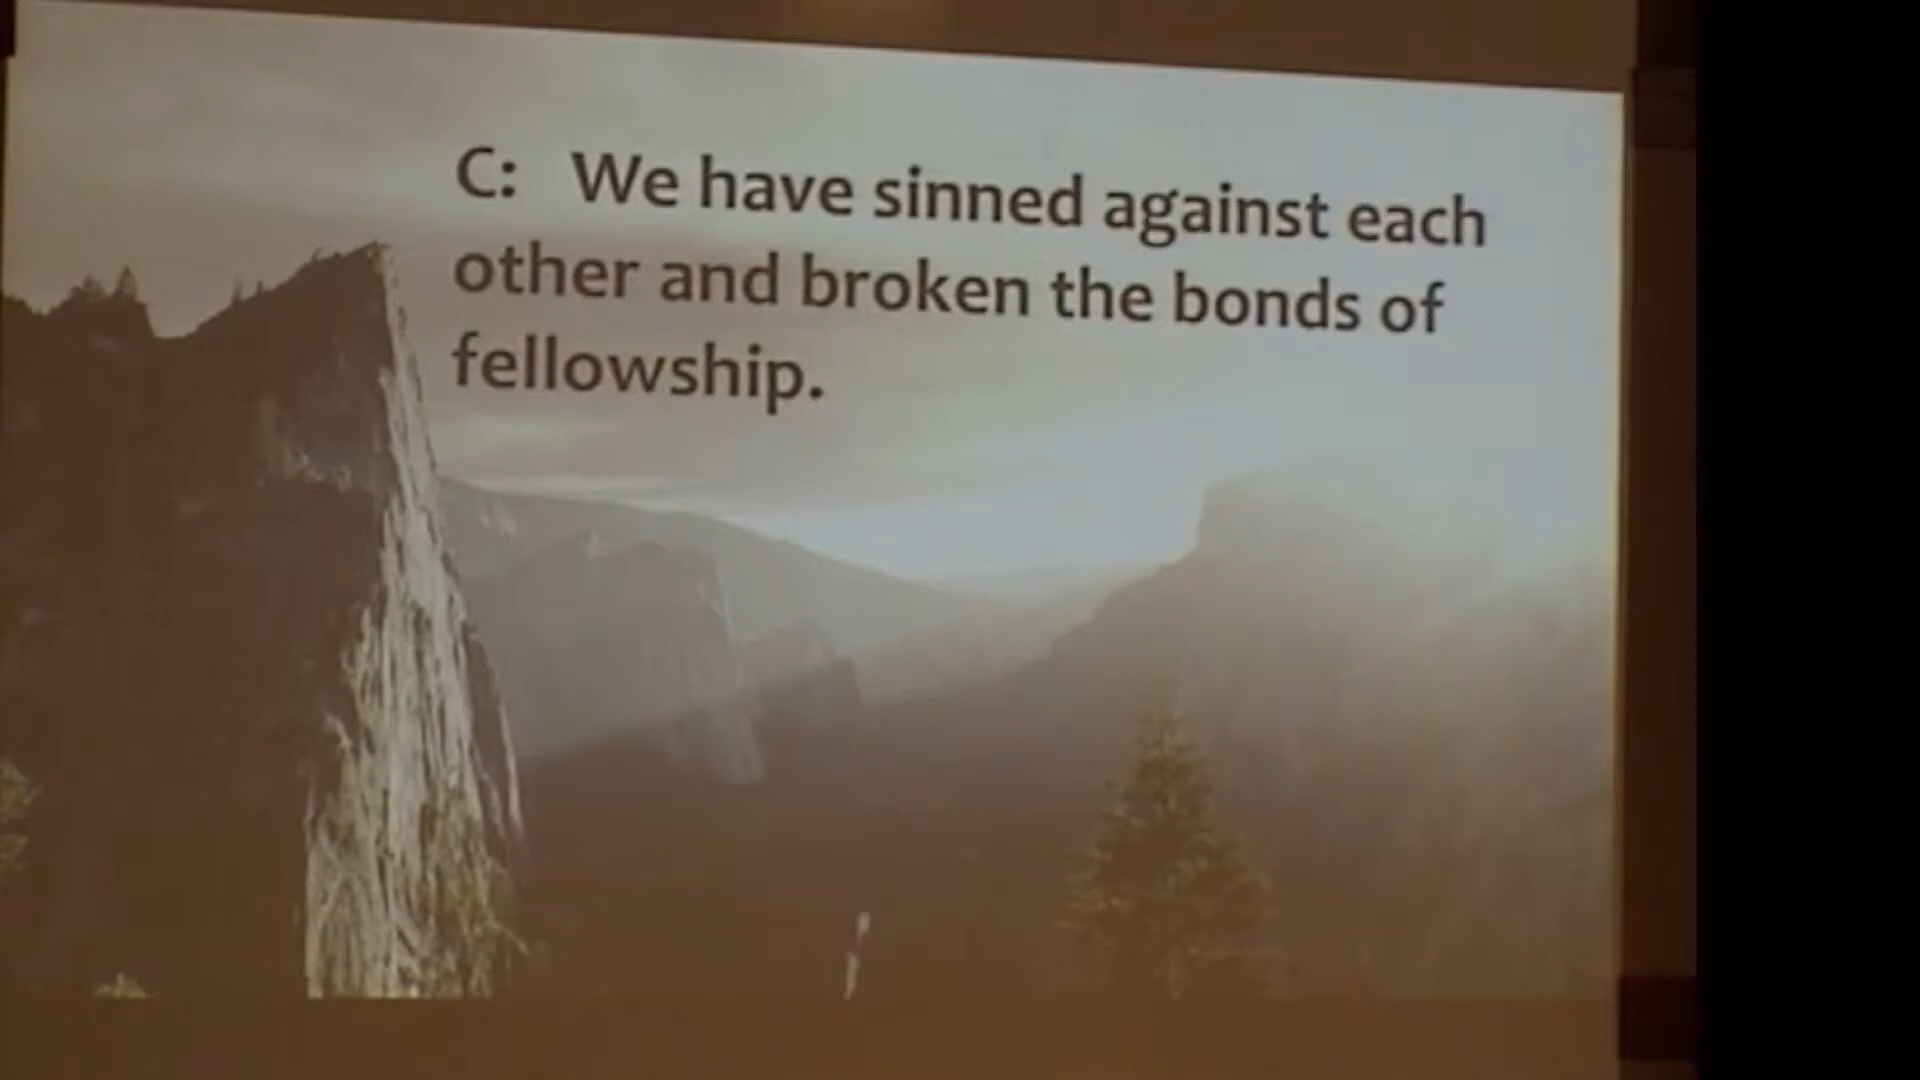 C: We have sinned against each
other and broken the bonds of
fellowship.